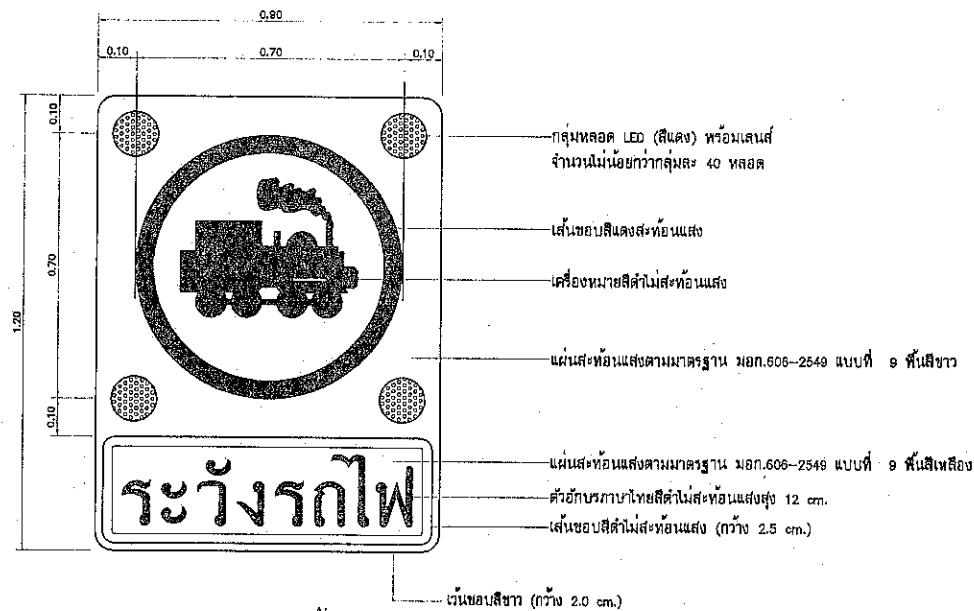 0.90
0.10 0.70 0.10
0.10
กลุ่มหลอด LED (สีแดง) พร้อมเลนส์
จำนวนไม่น้อยกว่ากลุ่มละ 40 หลอด
เส้นขอบสีแดงสะท้อนแสง
0.70
เครื่องหมายสีดำไม่สะท้อนแสง
1.20
แผ่นสะท้อนแสงตามมาตรฐาน มอก.606-2549 แบบที่ 9 พื้นสีขาว
0.10
แผ่นสะท้อนแสงตามมาตรฐาน มอก.606-2549 แบบที่ 9 พื้นสีเหลือง
ระวังรถไฟ
ตัวอักษรภาษาไทยสีดำไม่สะท้อนแสงสูง 12 cm.
เส้นขอบสีดำไม่สะท้อนแสง (กว้าง 2.5 cm.)
เว้นขอบสีขาว (กว้าง 2.0 cm.)